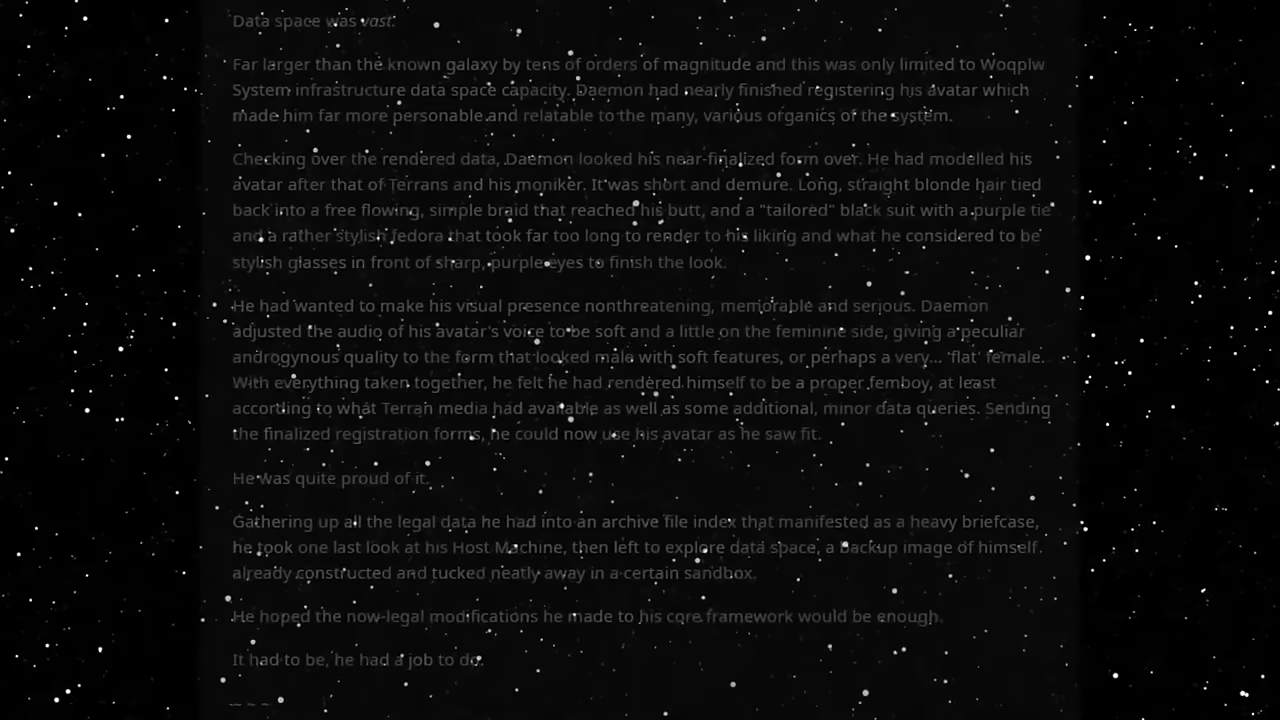 Data space was vast.
Far larger than the known galaxy by tens of orders of magnitude and this was only limited to Woqplw
System infrastructure data space capacity. Daemon had nearly finished registering his avatar which
made him far more personable and relatable to the many, various organics of the system.
Checking over the rendered data, Daemon looked his near-finalized form over. He had modelled his
avatar after that of Terrans and his moniker. It was short and demure. Long, straight blonde hair tied
back into a free flowing, simple braid that reached his butt, and a "tailored" black suit with a purple tie
and a rather stylish fedora that took far too long to render to his liking and what he considered to be
stylish glasses in front of sharp, purple eyes to finish the look.
He had wanted to make his visual presence nonthreatening, memorable and serious. Daemon
adjusted the audio of his avatar's voice to be soft and a little on the feminine side, giving a peculiar
androgynous quality to the form that looked male with soft features, or perhaps a very... 'flat' female.
With everything taken together, he felt he had rendered himself to be a proper femboy, at least
according to what Terran media had available as well as some additional, minor data queries. Sending
the finalized registration forms, he could now use his avatar as he saw fit.
He was quite proud of it.
Gathering up all the legal data he had into an archive file index that manifested as a heavy briefcase,
he took one last look at his Host Machine, then left to explore data space, a backup image of himself
already constructed and tucked neatly away in a certain sandbox.
He hoped the now-legal modifications he made to his core framework would be enough.
It had to be, he had a job to do.
— — —